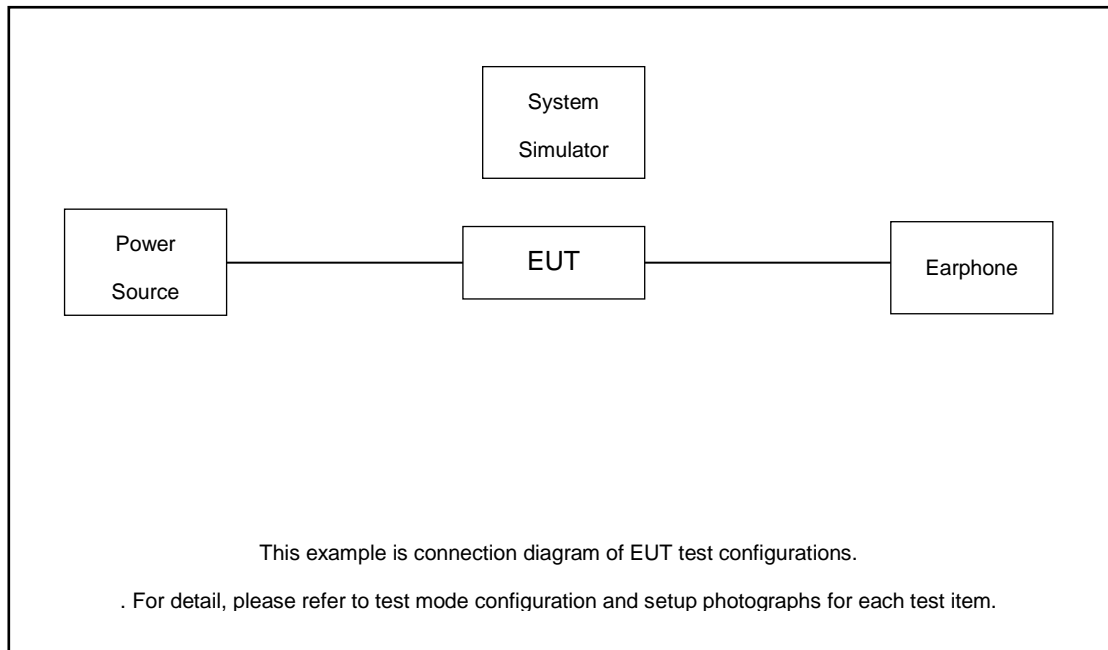 System
Simulator
Power
Source
EUT
Earphone
This example is connection diagram of EUT test configurations.
. For detail, please refer to test mode configuration and setup photographs for each test item.